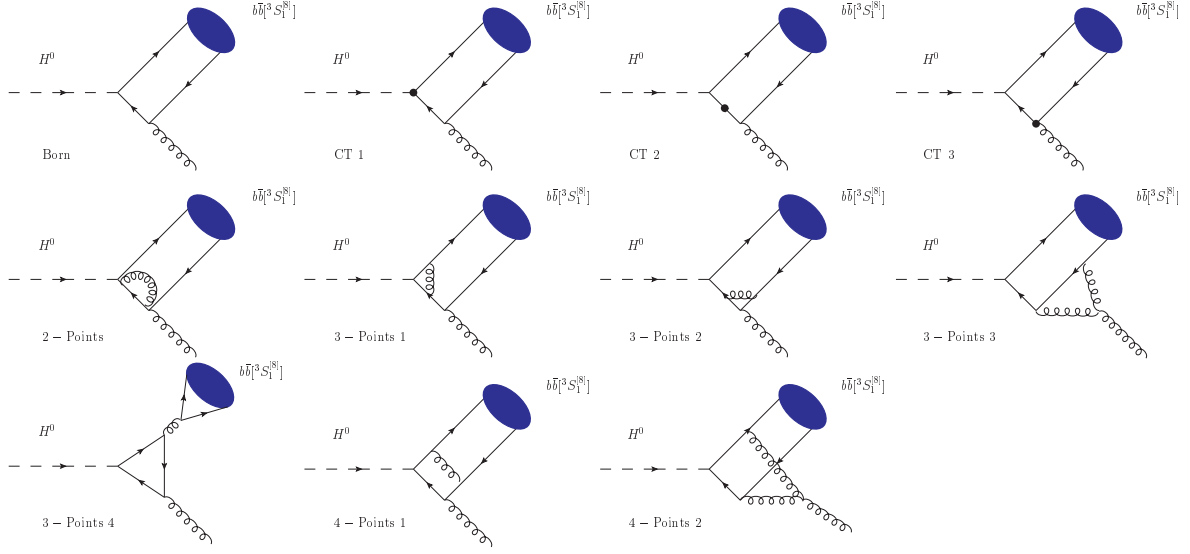 $b\bar{b}[{}^3S_1^{[8]}]$ $b\bar{b}[{}^3S_1^{[8]}]$ $b\bar{b}[{}^3S_1^{[8]}]$ $b\bar{b}[{}^3S_1^{[8]}]$
$H^0$ $H^0$ $H^0$ $H^0$
Born CT 1 CT 2 CT 3
$b\bar{b}[{}^3S_1^{[8]}]$ $b\bar{b}[{}^3S_1^{[8]}]$ $b\bar{b}[{}^3S_1^{[8]}]$ $b\bar{b}[{}^3S_1^{[8]}]$
$H^0$ $H^0$ $H^0$ $H^0$
2 – Points 3 – Points 1 3 – Points 2 3 – Points 3
$b\bar{b}[{}^3S_1^{[8]}]$ $b\bar{b}[{}^3S_1^{[8]}]$ $b\bar{b}[{}^3S_1^{[8]}]$
$H^0$ $H^0$ $H^0$
3 – Points 4 4 – Points 1 4 – Points 2